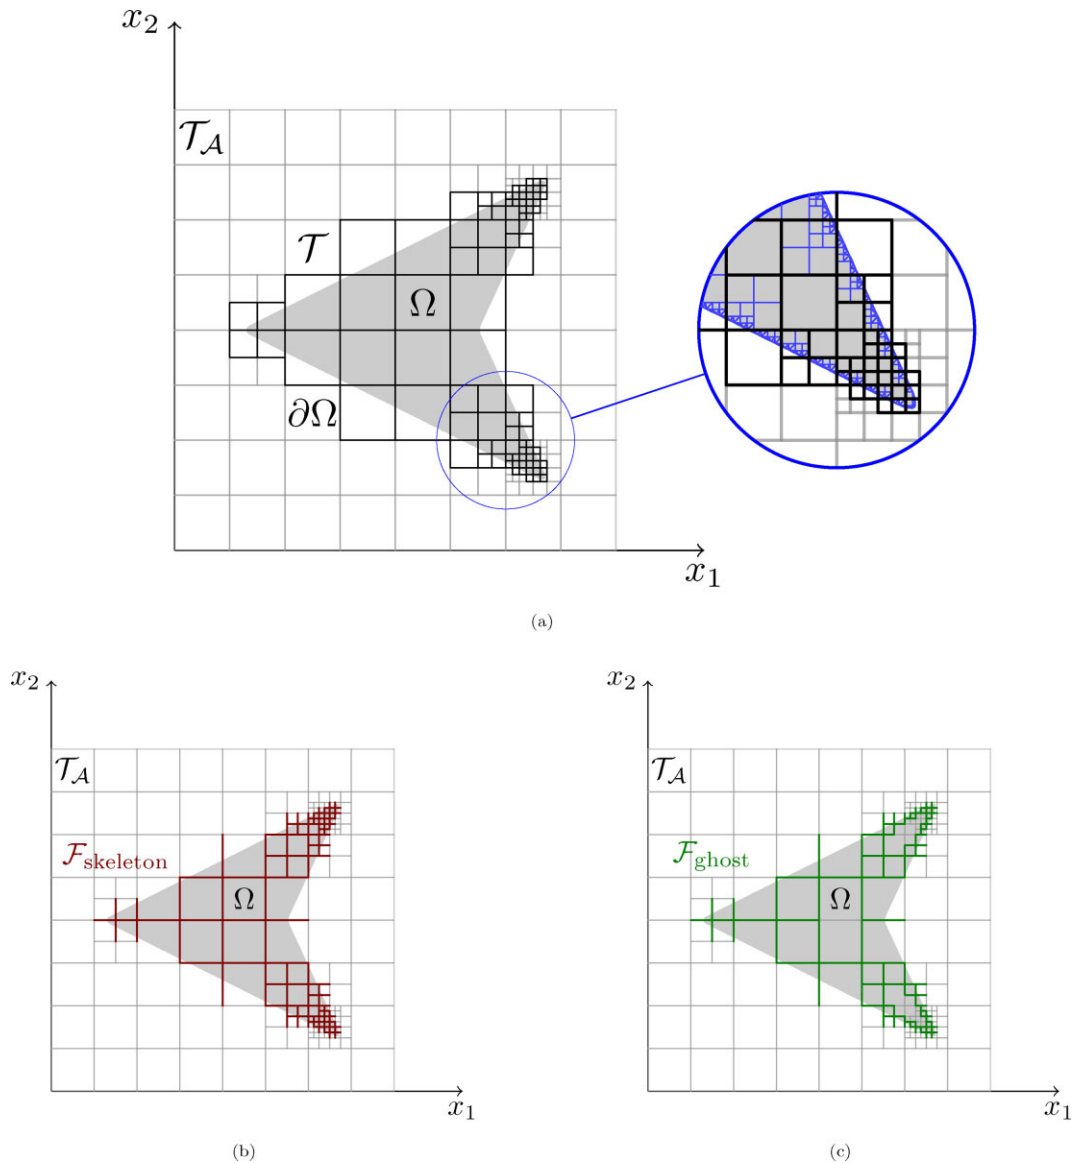 x₂
𝒯_𝒜
𝒯
Ω
∂Ω
x₁
(a)
x₂
x₂
𝒯_𝒜
𝒯_𝒜
ℱ_skeleton
ℱ_ghost
Ω
Ω
x₁
x₁
(b)
(c)